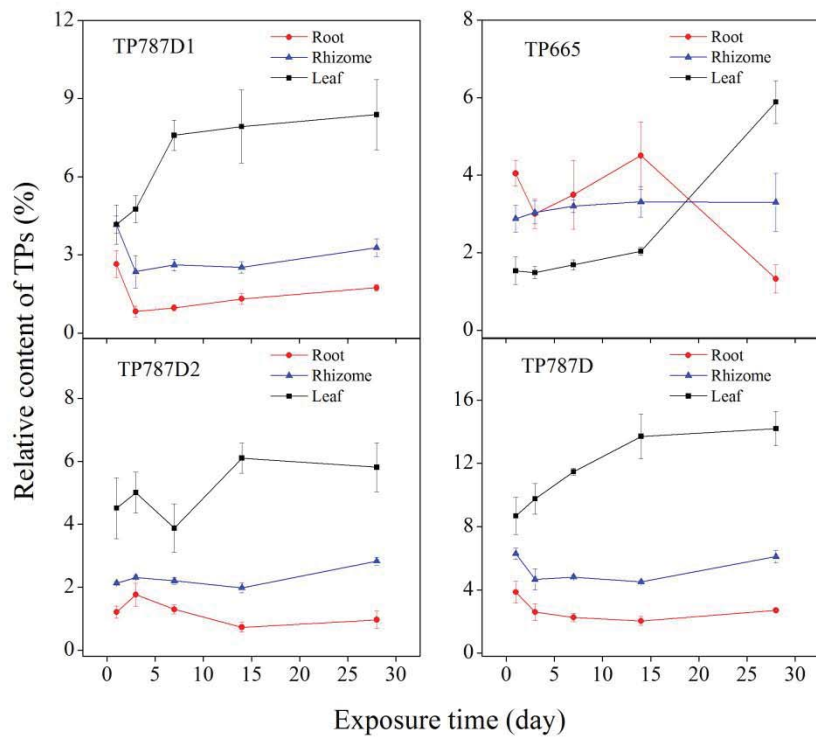 Relative content of TPs (%)
TP787D1
Root
Rhizome
Leaf
12
9
6
3
0
TP665
Root
Rhizome
Leaf
8
6
4
2
0
TP787D2
Root
Rhizome
Leaf
8
6
4
2
0
0 5 10 15 20 25 30
TP787D
Root
Rhizome
Leaf
16
12
8
4
0 5 10 15 20 25 30
Exposure time (day)